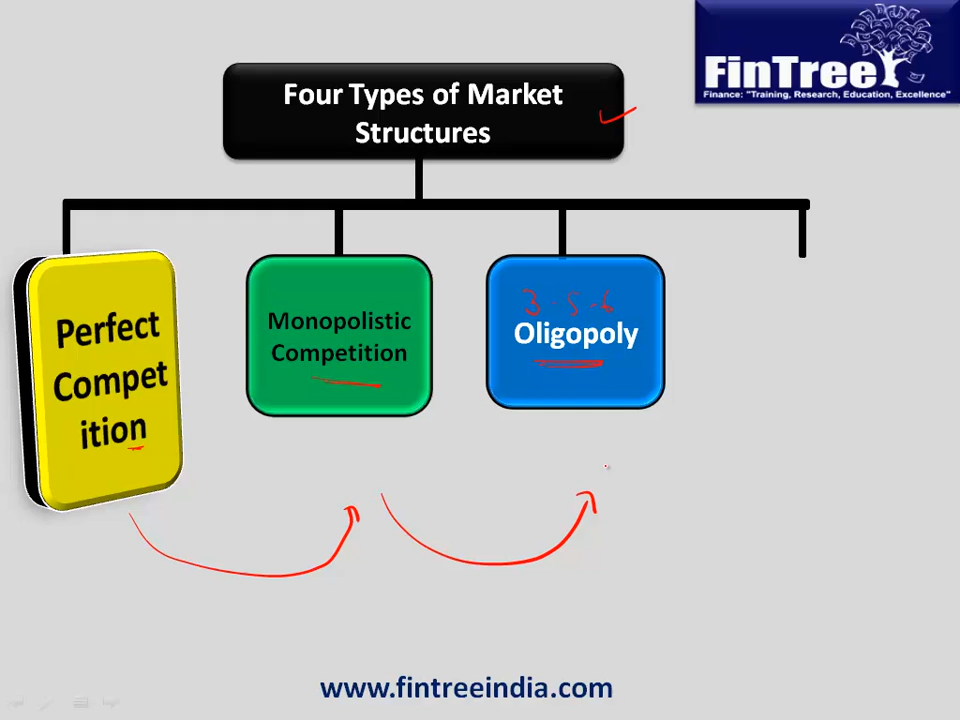 FinTree
Finance: "Training, Research, Education, Excellence"
Four Types of Market
Structures
Perfect
Compet
ition
Monopolistic
Competition
3 - 5 - 6
Oligopoly
www.fintreeindia.com